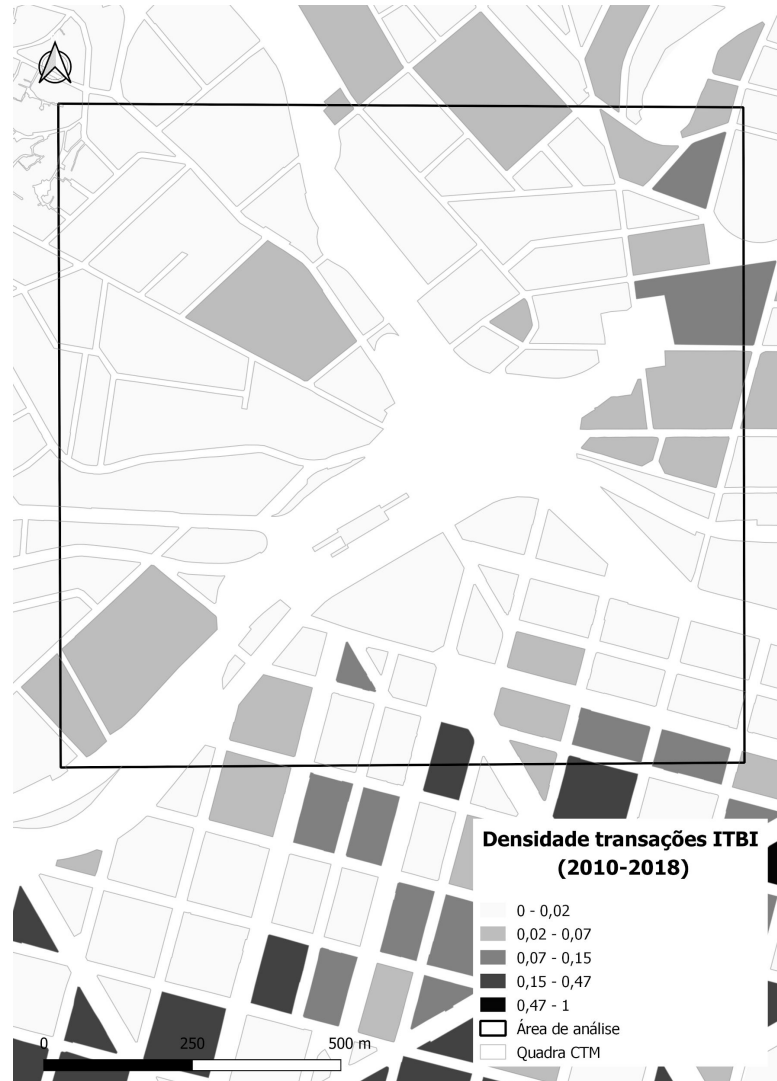 Densidade transações ITBI
(2010-2018)
0 - 0,02
0,02 - 0,07
0,07 - 0,15
0,15 - 0,47
0,47 - 1
Área de análise
Quadra CTM
0 250 500 m